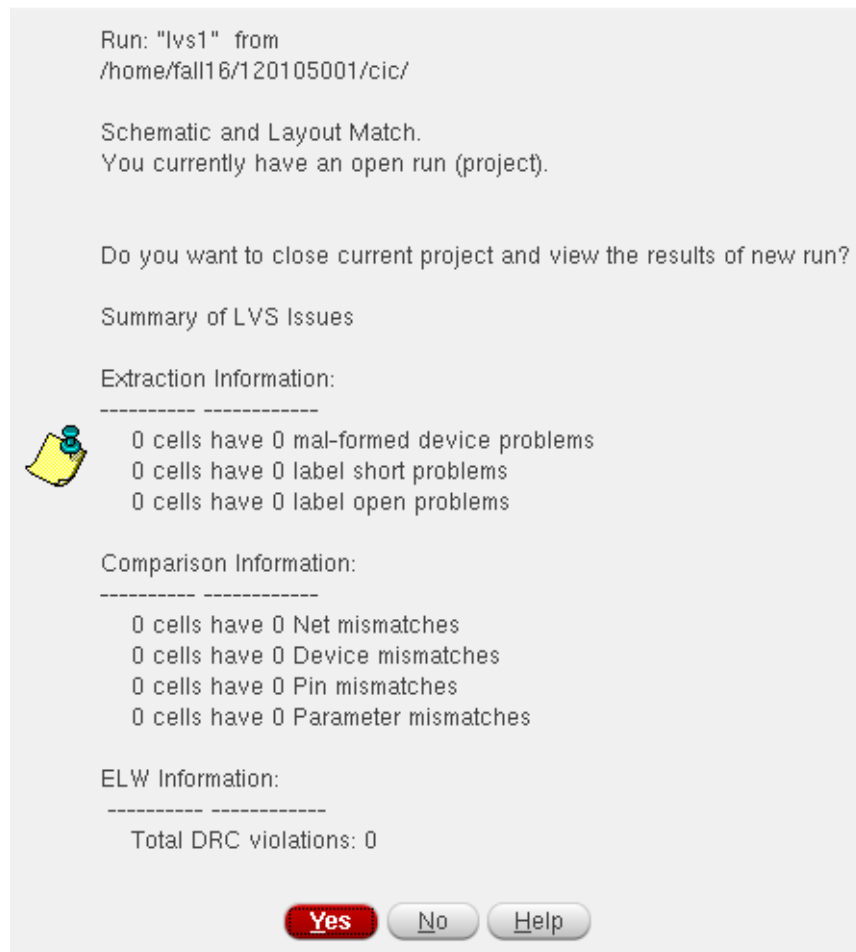 Run: "lvs1" from
/home/fall16/120105001/cic/
Schematic and Layout Match.
You currently have an open run (project).
Do you want to close current project and view the results of new run?
Summary of LVS Issues
Extraction Information:
---------- ------------
0 cells have 0 mal-formed device problems
0 cells have 0 label short problems
0 cells have 0 label open problems
Comparison Information:
---------- ------------
0 cells have 0 Net mismatches
0 cells have 0 Device mismatches
0 cells have 0 Pin mismatches
0 cells have 0 Parameter mismatches
ELW Information:
---------- ------------
Total DRC violations: 0
Yes No Help